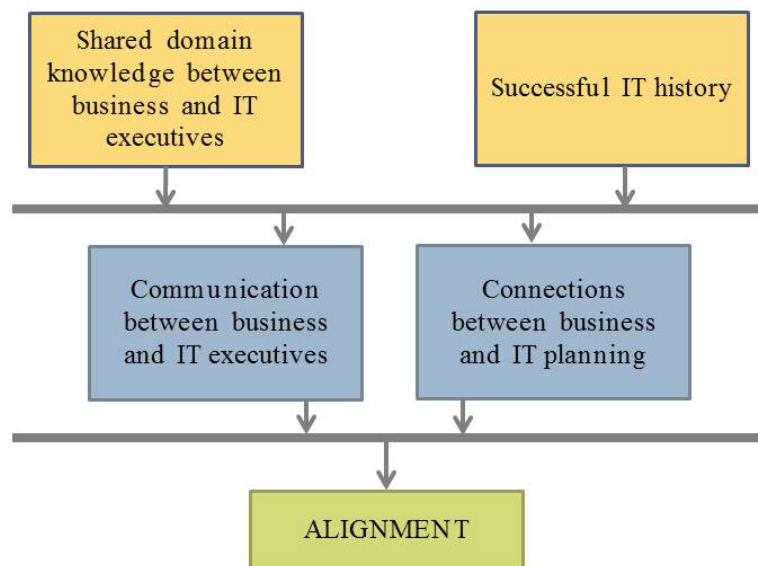 Shared domain
knowledge between
business and IT
executives
Successful IT history
Communication
between business
and IT executives
Connections
between business
and IT planning
ALIGNMENT